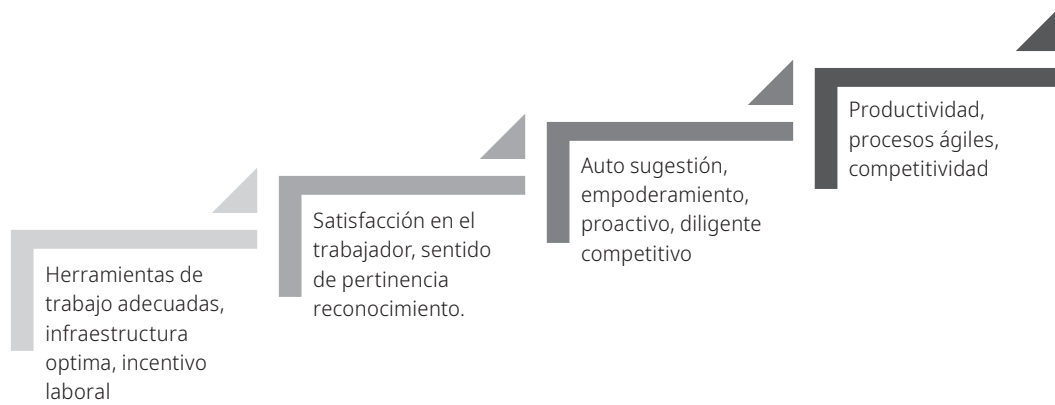 Herramientas de
trabajo adecuadas,
infraestructura
optima, incentivo
laboral
Satisfacción en el
trabajador, sentido
de pertinencia
reconocimiento.
Auto sugestión,
empoderamiento,
proactivo, diligente
competitivo
Productividad,
procesos ágiles,
competitividad